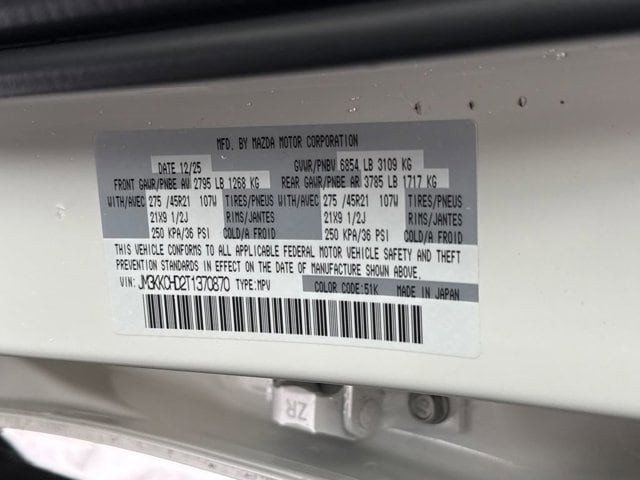 MFD. BY MAZDA MOTOR CORPORATION
DATE 12/25 GVWR/PNBV 6854 LB 3109 KG
FRONT GAWR/PNBE AV 2795 LB 1268 KG REAR GAWR/PNBE AR 3785 LB 1717 KG
WITH/AVEC 275 /45R21 107W TIRES/PNEUS WITH/AVEC 275 /45R21 107W TIRES/PNEUS
21X9 1/2J RIMS/JANTES 21X9 1/2J RIMS/JANTES
250 KPA/36 PSI COLD/A FROID 250 KPA/36 PSI COLD/A FROID
THIS VEHICLE CONFORMS TO ALL APPLICABLE FEDERAL MOTOR VEHICLE SAFETY AND THEFT
PREVENTION STANDARDS IN EFFECT ON THE DATE OF MANUFACTURE SHOWN ABOVE.
VIN: JM3KKCHD2T1370870 TYPE:MPV COLOR CODE:51K MADE IN JAPAN
ZR